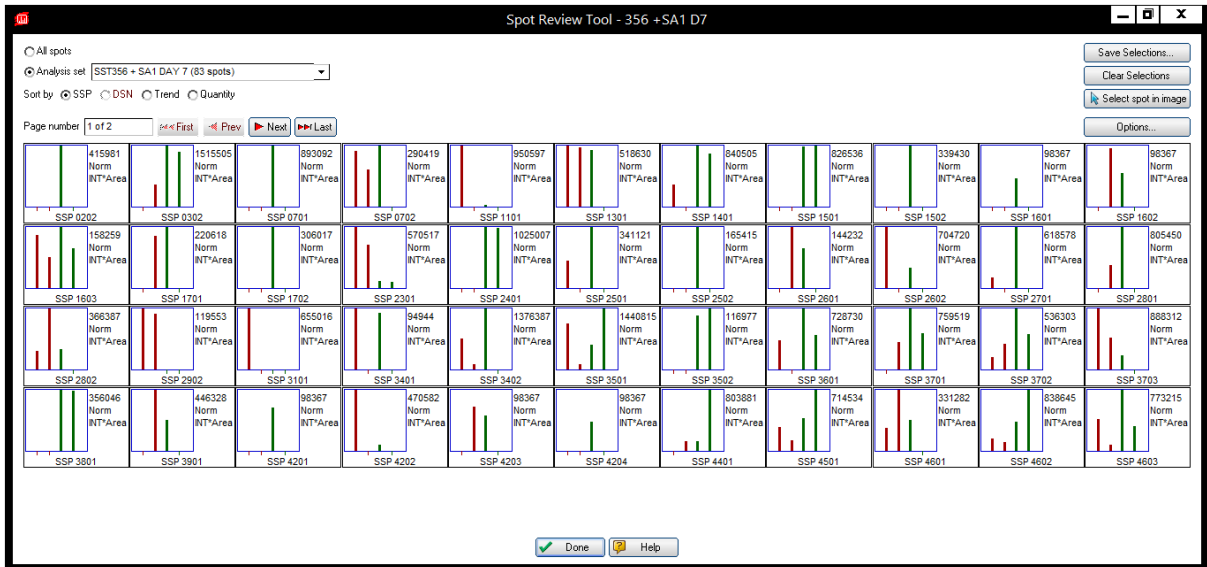 Spot Review Tool - 356 +SA1 D7
All spots
Save Selections...
Analysis set SST356 + SA1 DAY 7 (83 spots)
Clear Selections
Sort by SSP DSN Trend Quantity
Select spot in image
Page number 1 of 2 First Prev Next Last
Options...
415981 1515505 893092 290419 950597 518630 840505 826536 339430 98367 98367
Norm Norm Norm Norm Norm Norm Norm Norm Norm Norm Norm
INT*Area INT*Area INT*Area INT*Area INT*Area INT*Area INT*Area INT*Area INT*Area INT*Area INT*Area
SSP 0202 SSP 0302 SSP 0701 SSP 0702 SSP 1101 SSP 1301 SSP 1401 SSP 1501 SSP 1502 SSP 1601 SSP 1602
158259 220618 306017 570517 1025007 341121 165415 144232 704720 618578 805450
Norm Norm Norm Norm Norm Norm Norm Norm Norm Norm Norm
INT*Area INT*Area INT*Area INT*Area INT*Area INT*Area INT*Area INT*Area INT*Area INT*Area INT*Area
SSP 1603 SSP 1701 SSP 1702 SSP 2301 SSP 2401 SSP 2501 SSP 2502 SSP 2601 SSP 2602 SSP 2701 SSP 2801
366387 119553 655016 94944 1376387 1440815 116977 728730 759519 536303 888312
Norm Norm Norm Norm Norm Norm Norm Norm Norm Norm Norm
INT*Area INT*Area INT*Area INT*Area INT*Area INT*Area INT*Area INT*Area INT*Area INT*Area INT*Area
SSP 2802 SSP 2902 SSP 3101 SSP 3401 SSP 3402 SSP 3501 SSP 3502 SSP 3601 SSP 3701 SSP 3702 SSP 3703
356046 446328 98367 470582 98367 98367 803881 714534 331282 838645 773215
Norm Norm Norm Norm Norm Norm Norm Norm Norm Norm Norm
INT*Area INT*Area INT*Area INT*Area INT*Area INT*Area INT*Area INT*Area INT*Area INT*Area INT*Area
SSP 3801 SSP 3901 SSP 4201 SSP 4202 SSP 4203 SSP 4204 SSP 4401 SSP 4501 SSP 4601 SSP 4602 SSP 4603
Done Help